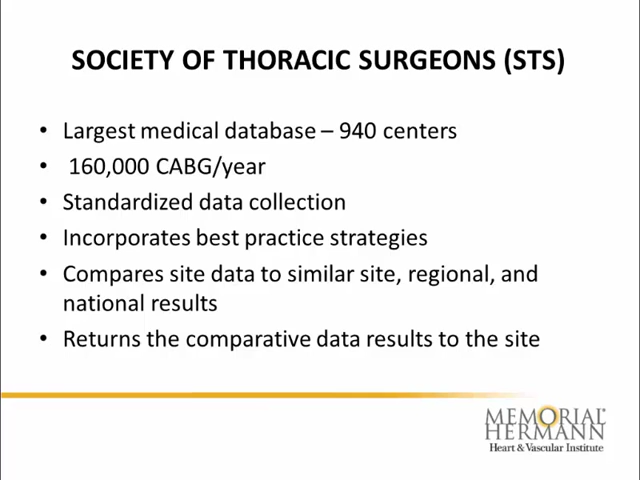 SOCIETY OF THORACIC SURGEONS (STS)
• Largest medical database – 940 centers
• 160,000 CABG/year
• Standardized data collection
• Incorporates best practice strategies
• Compares site data to similar site, regional, and
national results
• Returns the comparative data results to the site
MEMORIAL®
HERMANN
Heart & Vascular Institute